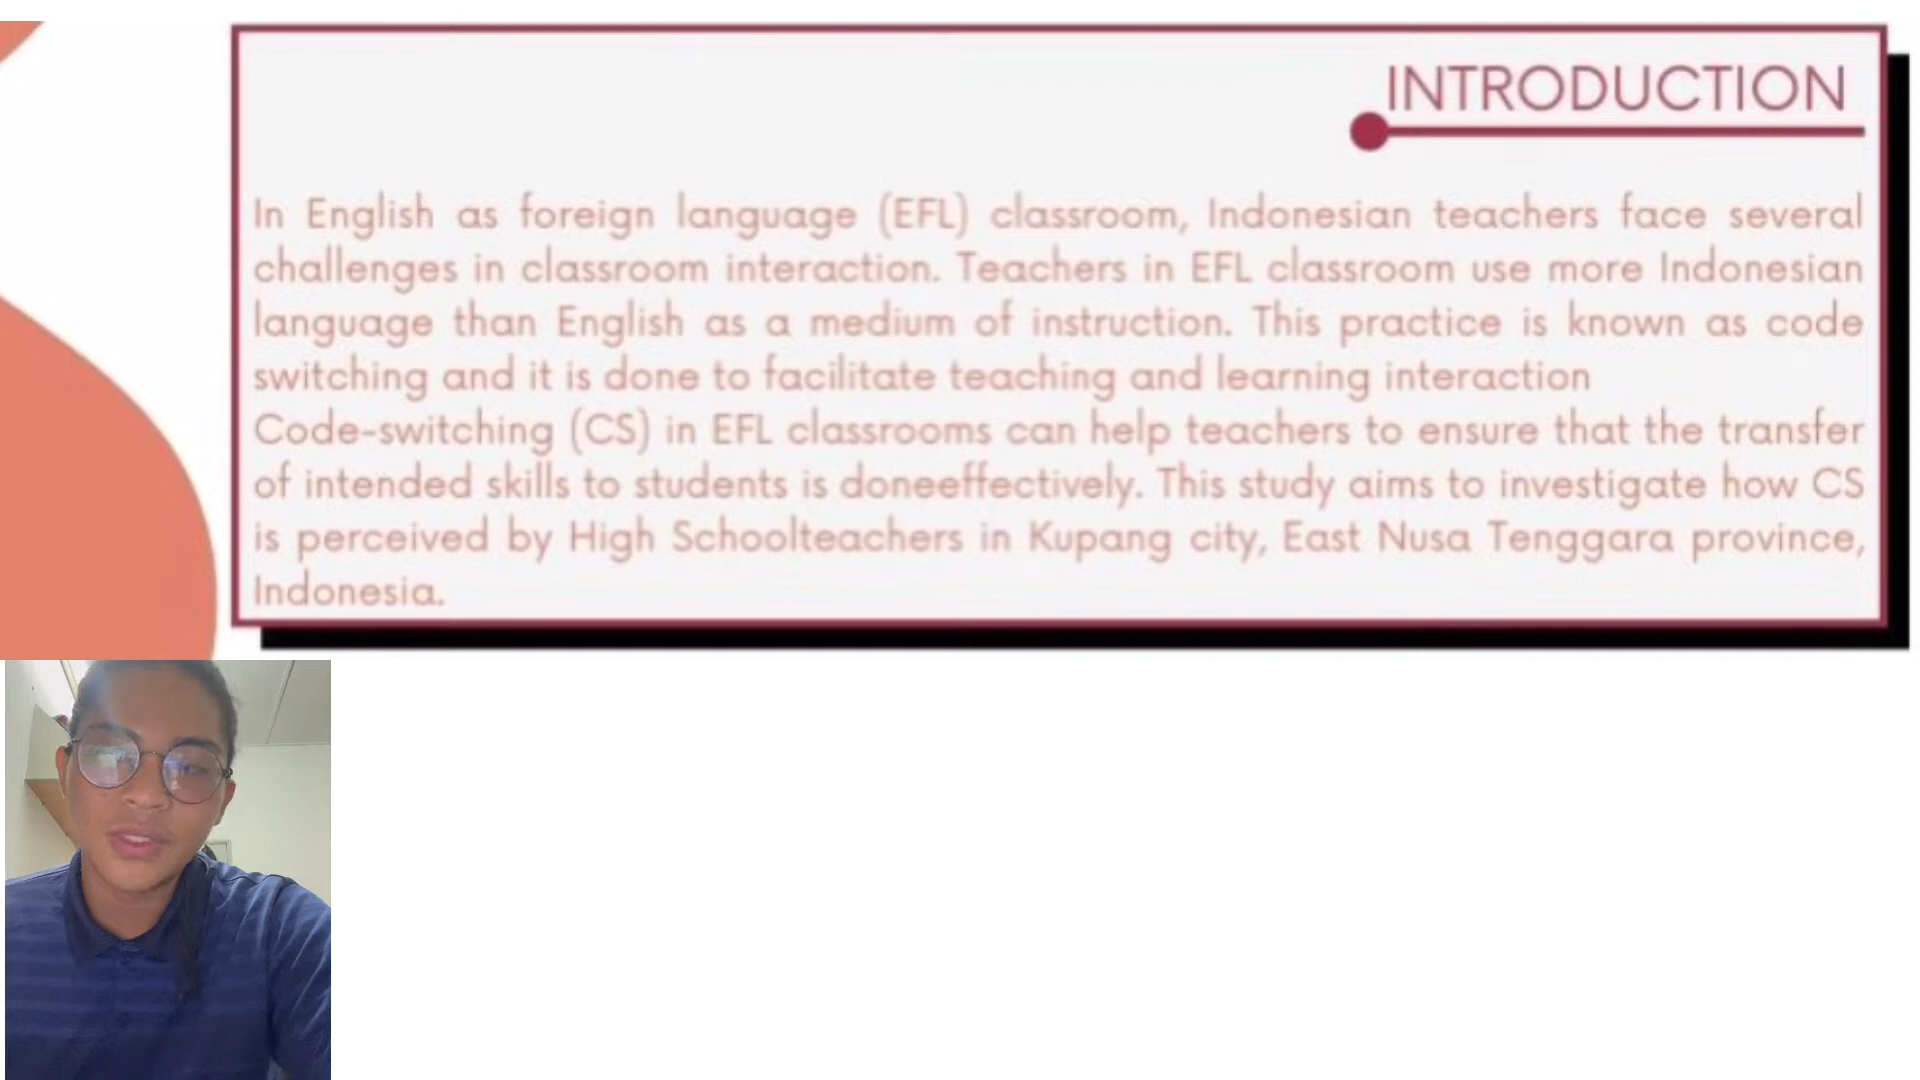 INTRODUCTION
In English as foreign language (EFL) classroom, Indonesian teachers face several
challenges in classroom interaction. Teachers in EFL classroom use more Indonesian
language than English as a medium of instruction. This practice is known as code
switching and it is done to facilitate teaching and learning interaction
Code-switching (CS) in EFL classrooms can help teachers to ensure that the transfer
of intended skills to students is doneeffectively. This study aims to investigate how CS
is perceived by High Schoolteachers in Kupang city, East Nusa Tenggara province,
Indonesia.